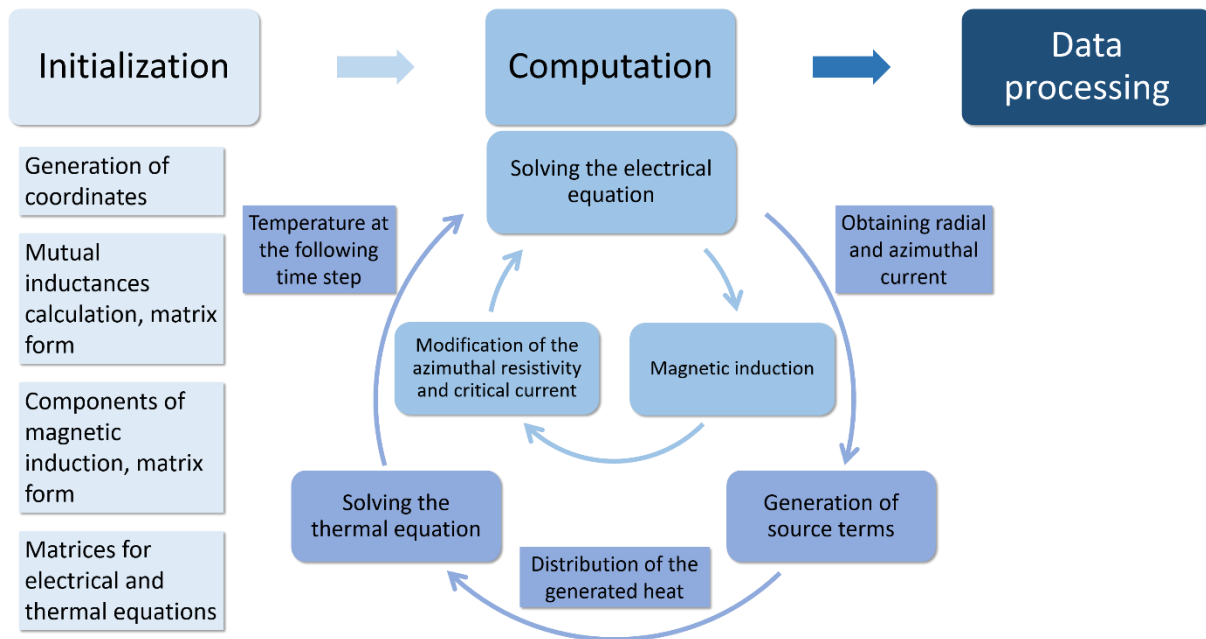 Initialization
Computation
Data
processing
Generation of
coordinates
Mutual
inductances
calculation, matrix
form
Components of
magnetic
induction, matrix
form
Matrices for
electrical and
thermal equations
Solving the electrical
equation
Temperature at
the following
time step
Obtaining radial
and azimuthal
current
Modification of the
azimuthal resistivity
and critical current
Magnetic induction
Solving the
thermal equation
Generation of
source terms
Distribution of the
generated heat